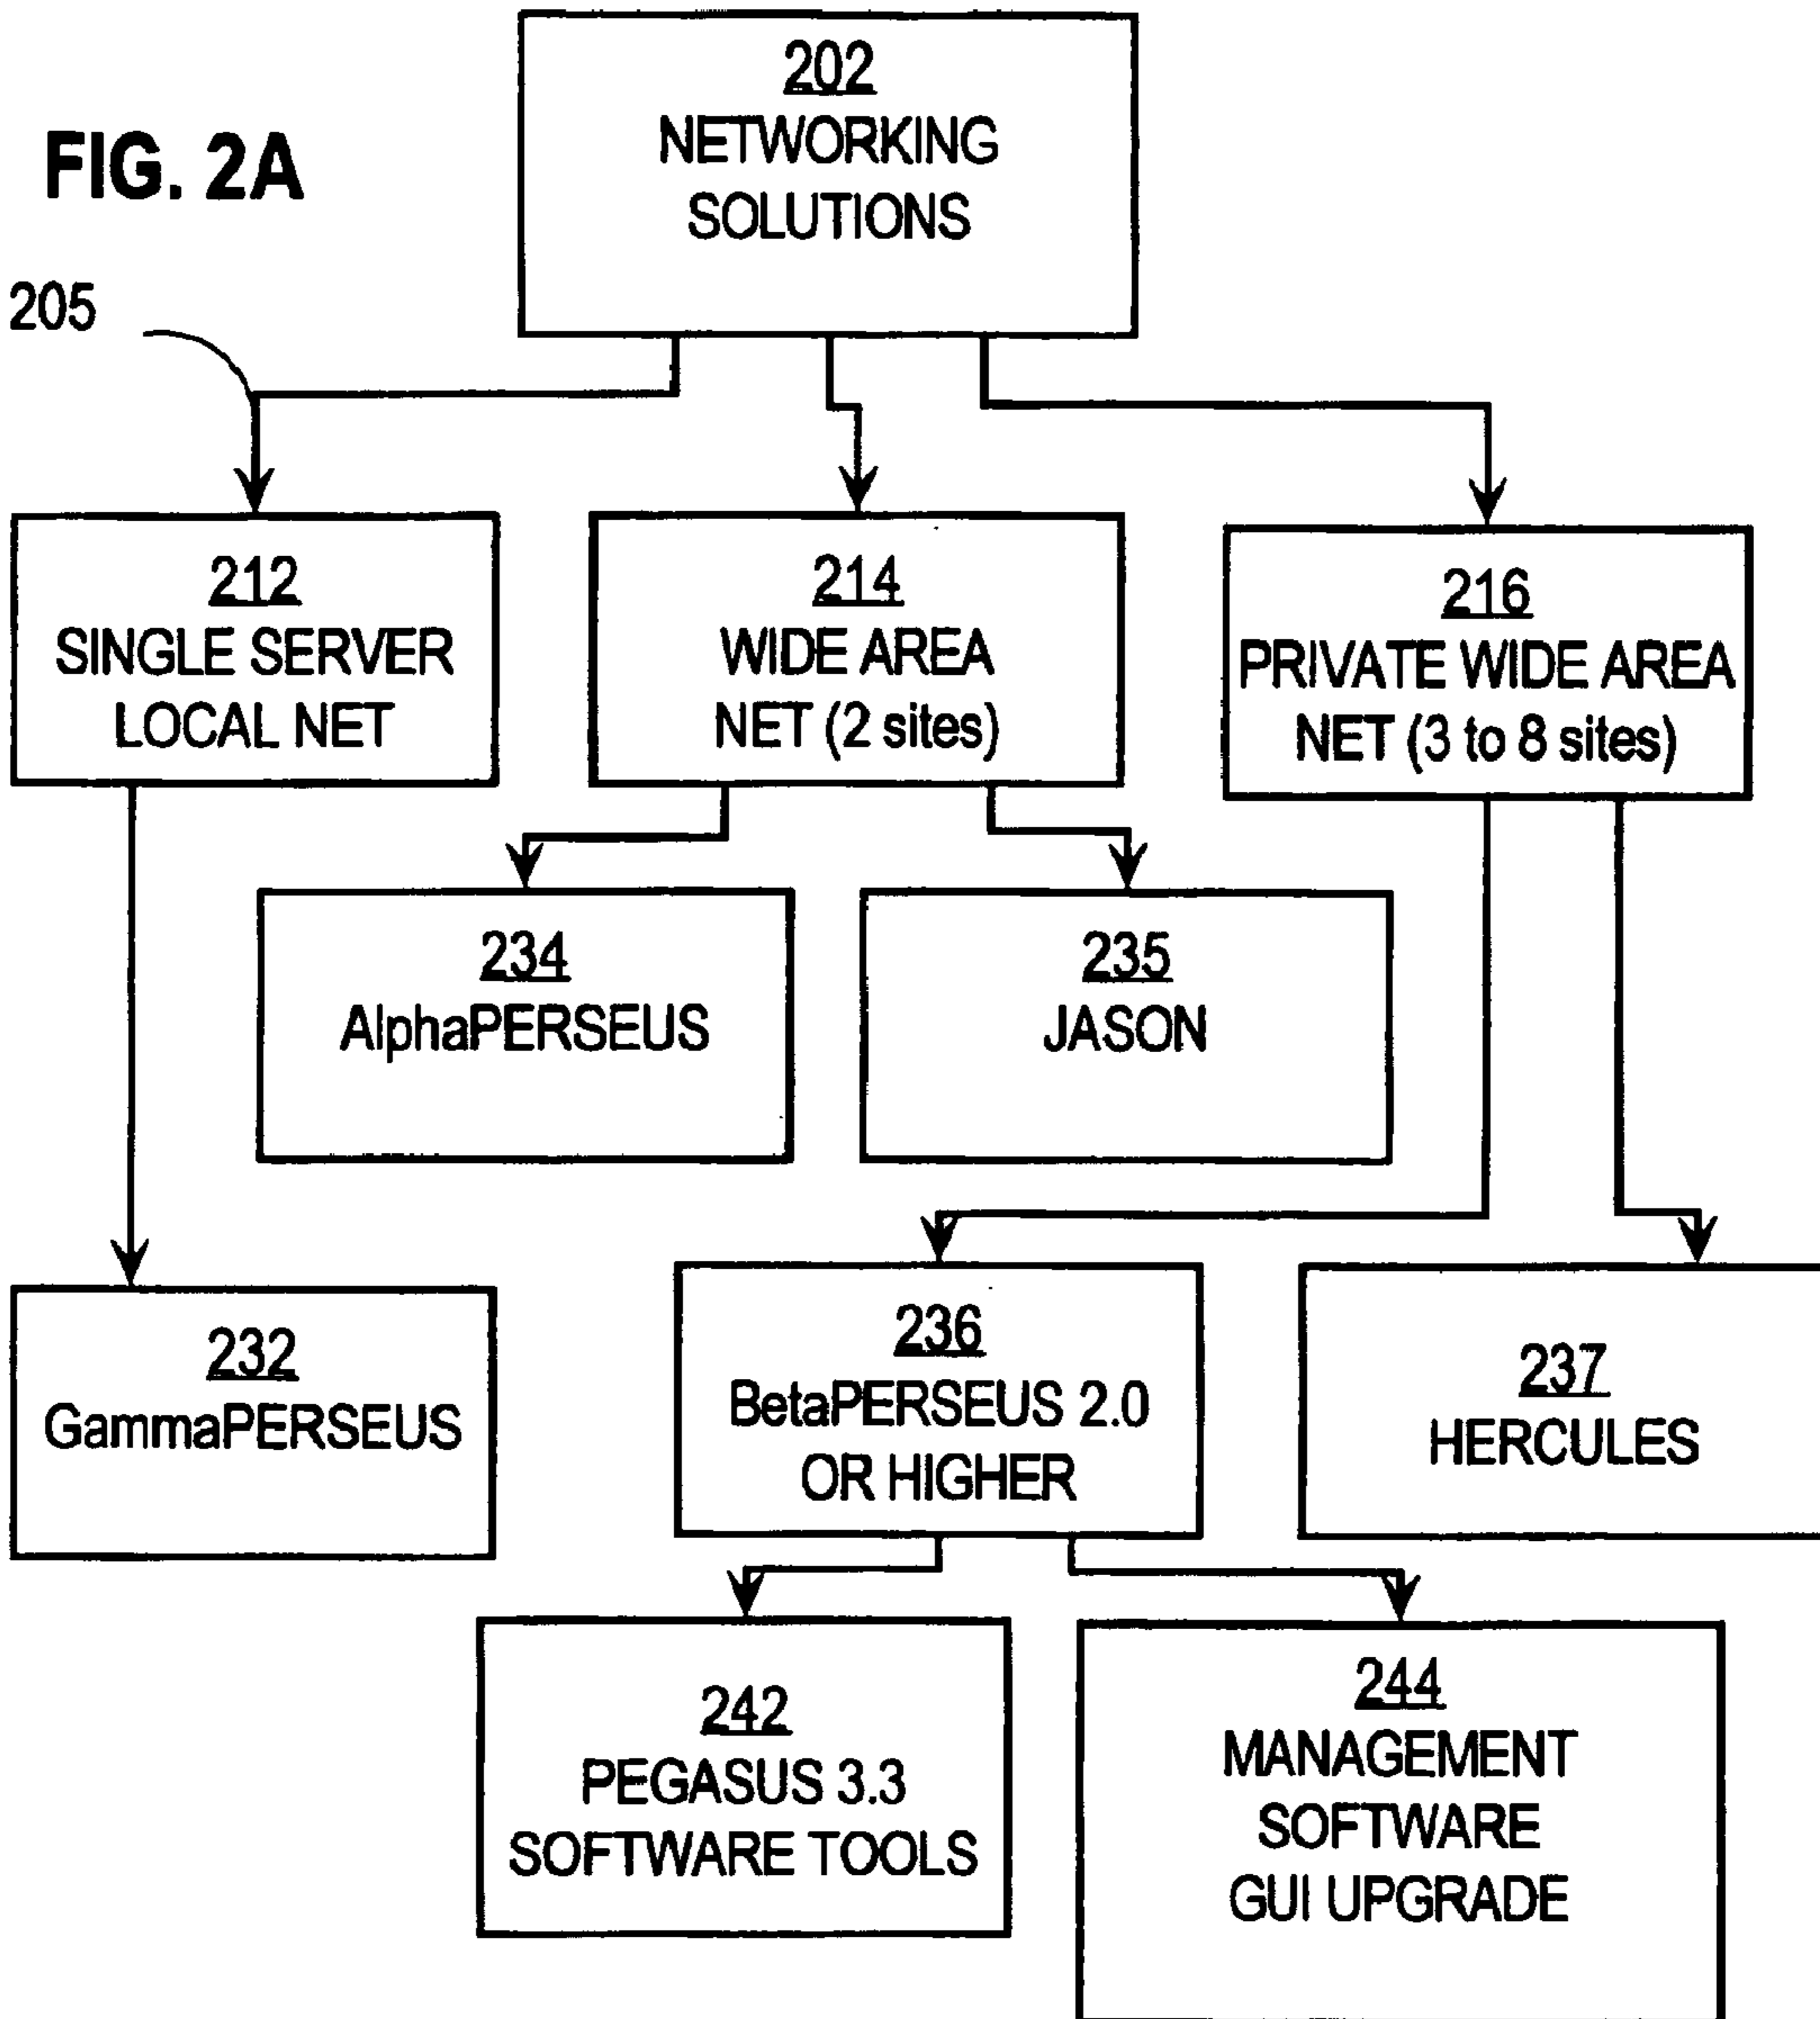 202
NETWORKING
SOLUTIONS
FIG. 2A
205
212
SINGLE SERVER
LOCAL NET
214
WIDE AREA
NET (2 sites)
216
PRIVATE WIDE AREA
NET (3 to 8 sites)
234
AlphaPERSEUS
235
JASON
232
GammaPERSEUS
236
BetaPERSEUS 2.0
OR HIGHER
237
HERCULES
242
PEGASUS 3.3
SOFTWARE TOOLS
244
MANAGEMENT
SOFTWARE
GUI UPGRADE